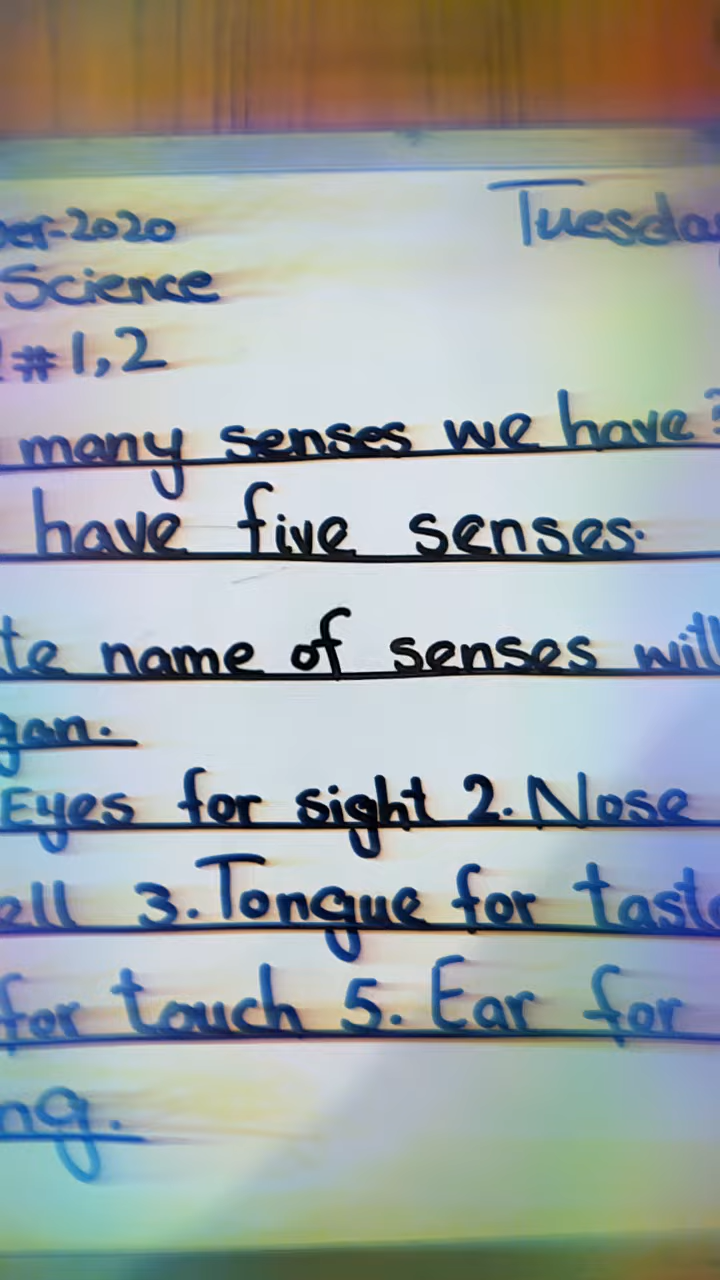 ber-2020 Tuesda
Science
#1,2
many senses we have?
have five senses.
te name of senses will
gan.
Eyes for sight 2. Nose
ell 3. Tongue for taste
for touch 5. Ear for
ng.